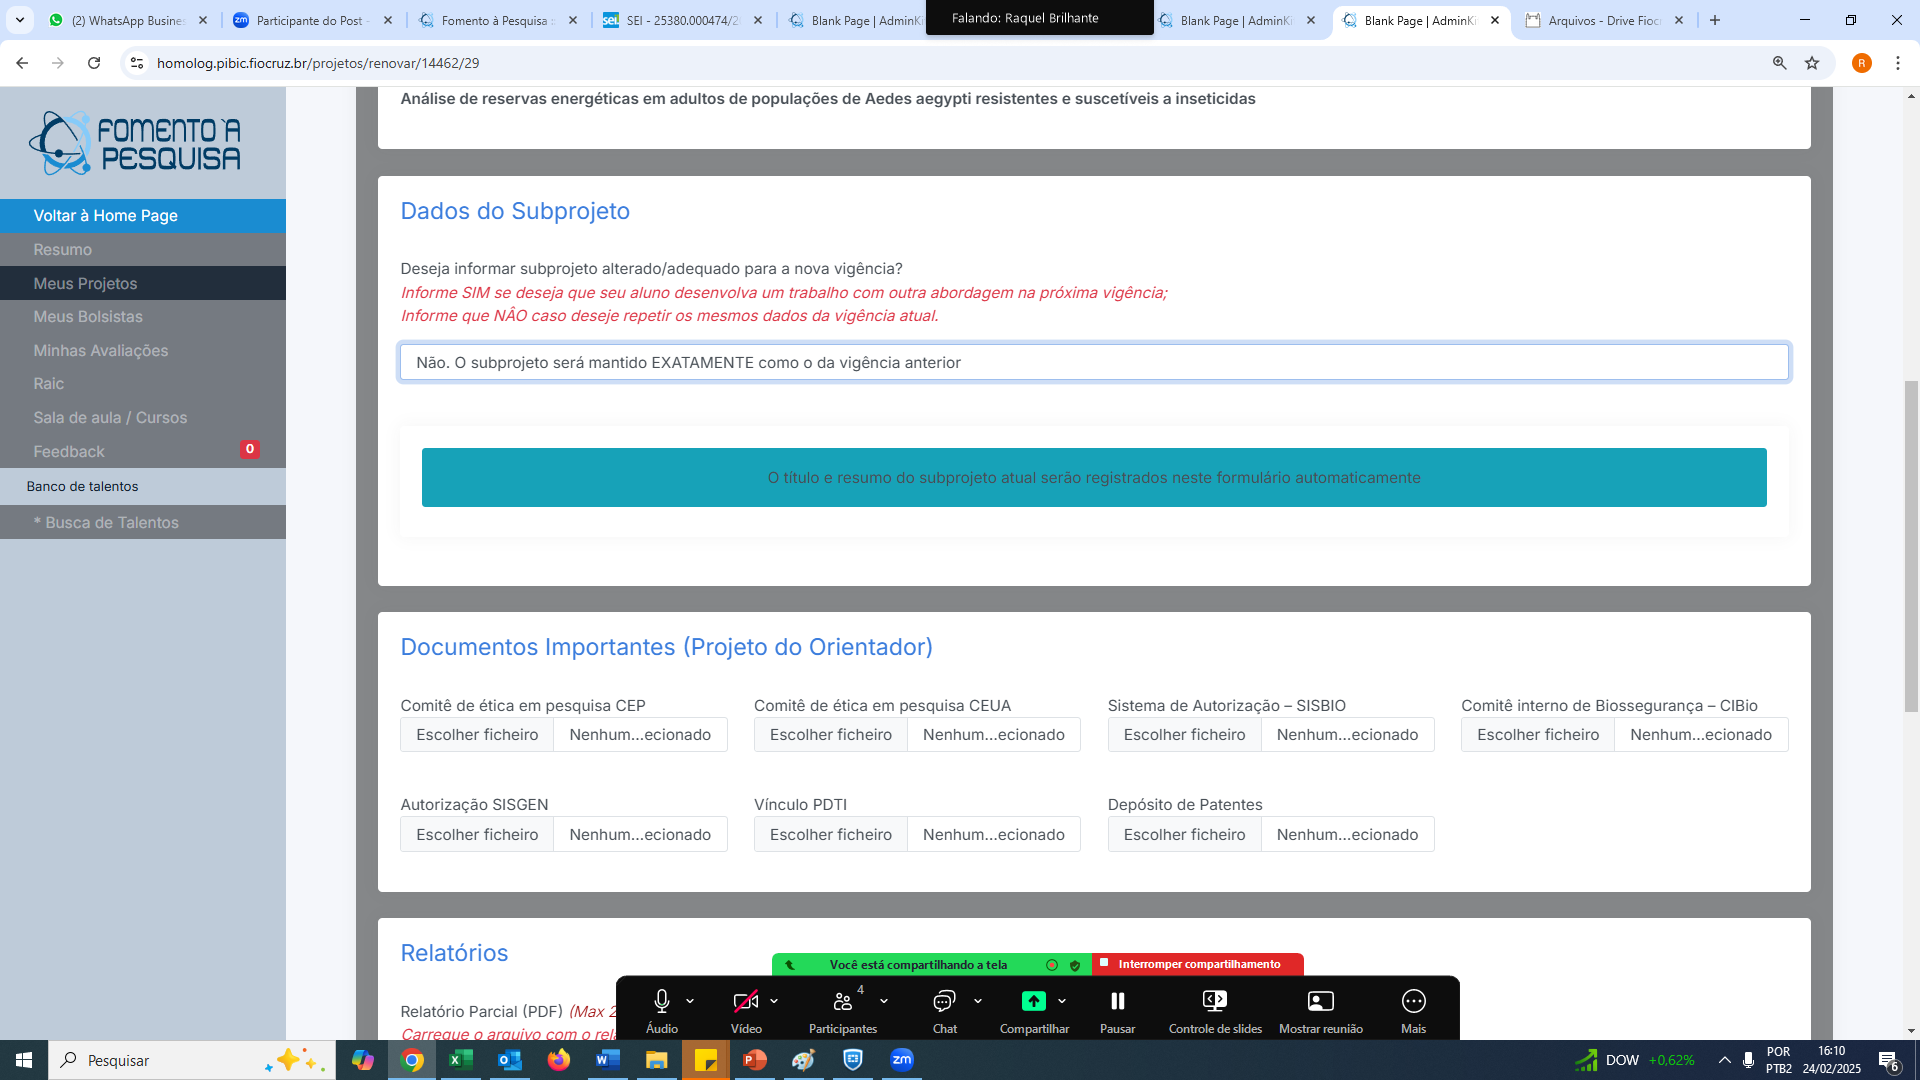 (2) WhatsApp Busines
Participante do Post -
Fomento à Pesquisa :
SEI - 25380.000474/2
Blank Page | AdminKi
Falando: Raquel Brilhante
Blank Page | AdminKi
Blank Page | AdminKi
Arquivos - Drive Fioc
homolog.pibic.fiocruz.br/projetos/renovar/14462/29
R
FOMENTO À
PESQUISA
Voltar à Home Page
Resumo
Meus Projetos
Meus Bolsistas
Minhas Avaliações
Raic
Sala de aula / Cursos
Feedback
0
Banco de talentos
* Busca de Talentos
Análise de reservas energéticas em adultos de populações de Aedes aegypti resistentes e suscetíveis a inseticidas
Dados do Subprojeto
Deseja informar subprojeto alterado/adequado para a nova vigência?
Informe SIM se deseja que seu aluno desenvolva um trabalho com outra abordagem na próxima vigência;
Informe que NÂO caso deseje repetir os mesmos dados da vigência atual.
Não. O subprojeto será mantido EXATAMENTE como o da vigência anterior
O título e resumo do subprojeto atual serão registrados neste formulário automaticamente
Documentos Importantes (Projeto do Orientador)
Comitê de ética em pesquisa CEP
Escolher ficheiro Nenhum...ecionado
Comitê de ética em pesquisa CEUA
Escolher ficheiro Nenhum...ecionado
Sistema de Autorização – SISBIO
Escolher ficheiro Nenhum...ecionado
Comitê interno de Biossegurança – CIBio
Escolher ficheiro Nenhum...ecionado
Autorização SISGEN
Escolher ficheiro Nenhum...ecionado
Vínculo PDTI
Escolher ficheiro Nenhum...ecionado
Depósito de Patentes
Escolher ficheiro Nenhum...ecionado
Relatórios
Relatório Parcial (PDF) (Max 2
Carregue o arquivo com o rela
Você está compartilhando a tela
Interromper compartilhamento
Áudio
Vídeo
4
Participantes
Chat
Compartilhar
Pausar
Controle de slides
Mostrar reunião
Mais
Pesquisar
DOW +0,62%
POR
PTB2
16:10
24/02/2025
6